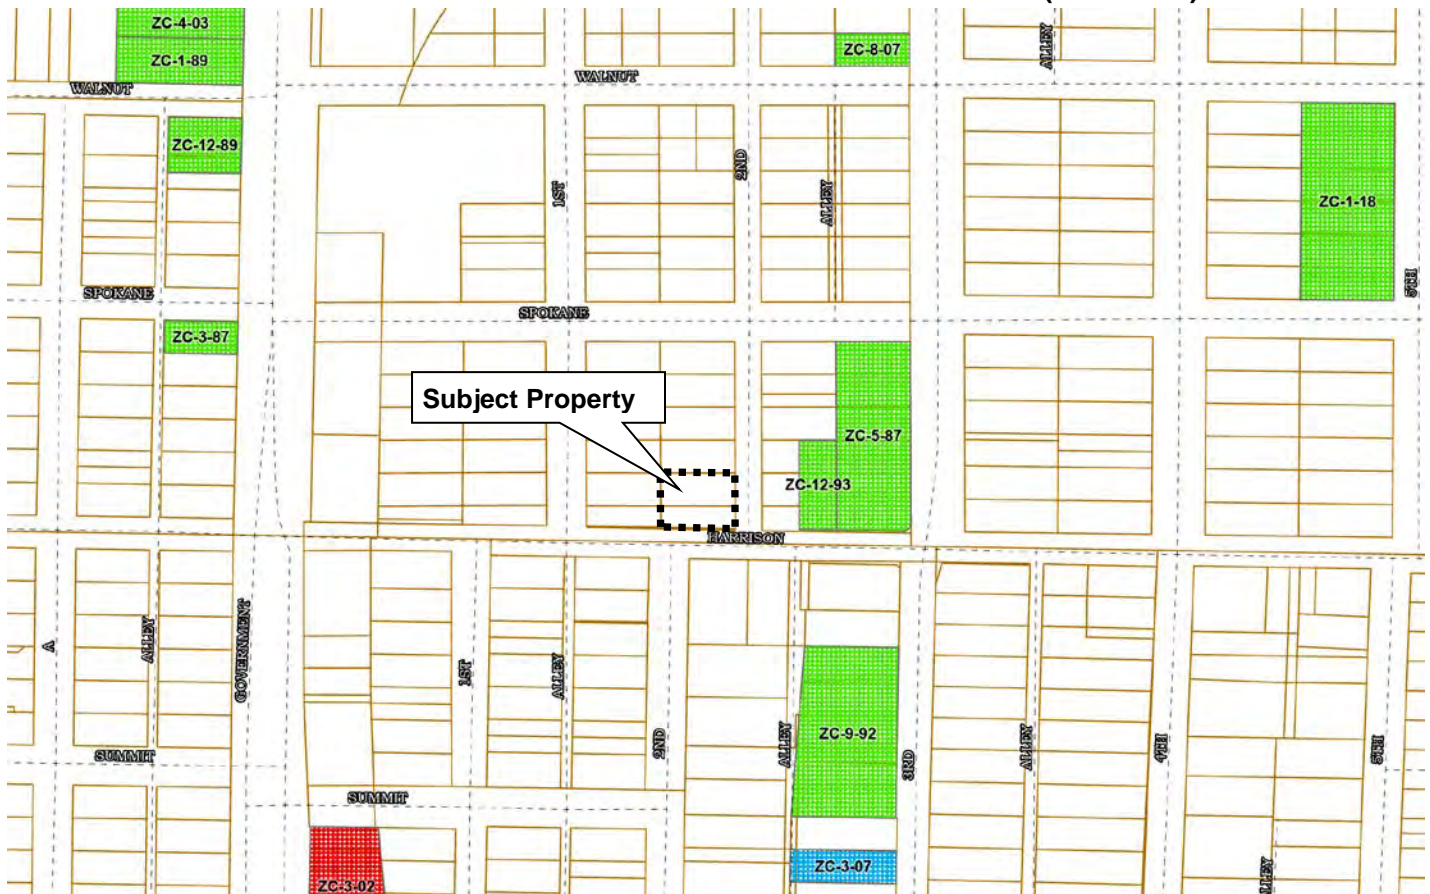 ZC-4-03
ZC-1-89
ZC-8-07
ALLEY
WALNUT
WALNUT
ZC-12-89
2ND
1ST
ALLEY
ZC-1-18
5TH
SPOKANE
SPOKANE
ZC-3-87
Subject Property
ZC-5-87
ZC-12-93
HARRISON
A
ALLEY
GOVERNMENT
1ST
ALLEY
2ND
ALLEY
ZC-9-92
3RD
ALLEY
4TH
5TH
SUMMIT
SUMMIT
ZC-3-02
ZC-3-07